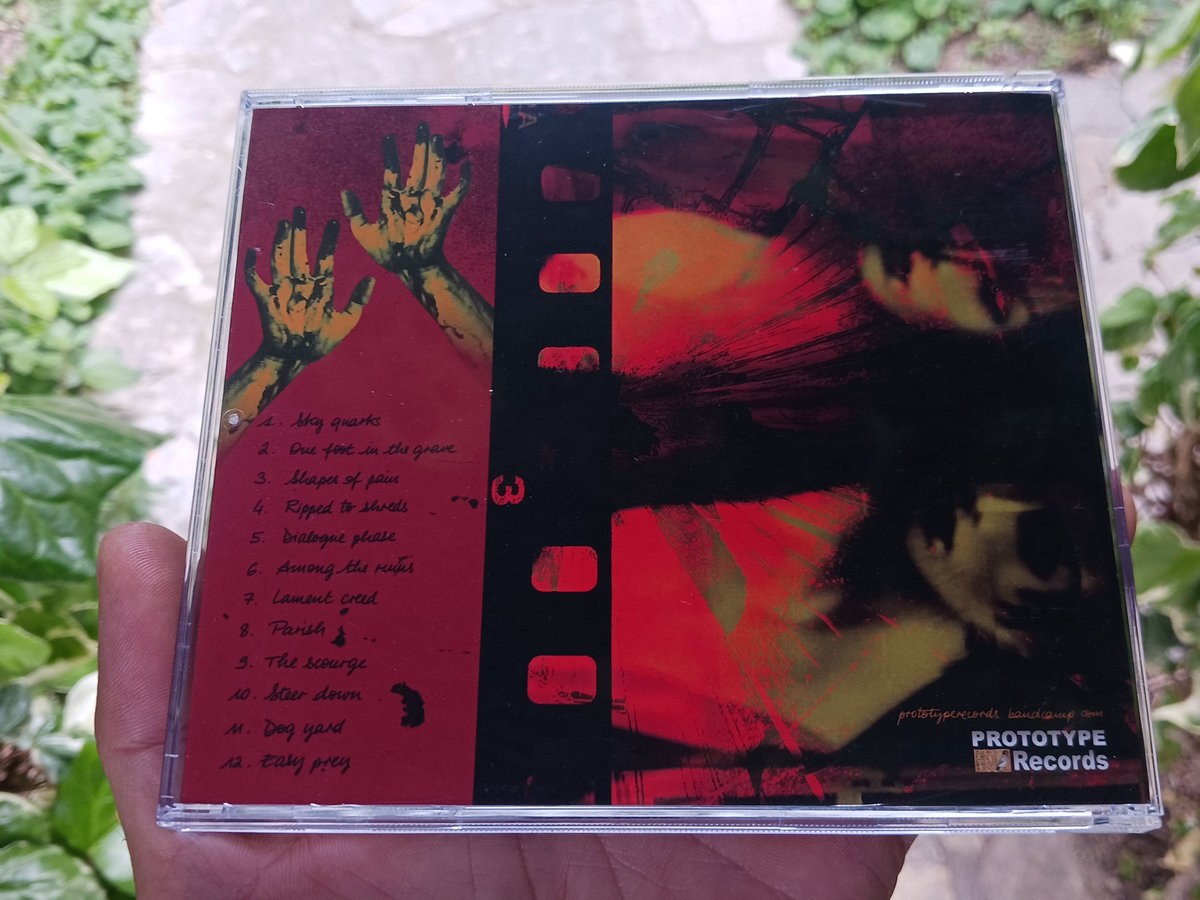 1. Sky quarks
2. One foot in the grave
3. Shapes of pain
4. Ripped to shreds
5. Dialogue phase
6. Among the ruins
7. Lament creed
8. Parish
9. The scourge
10. Steer down
11. Dog yard
12. Easy prey
3
prototyperecords.bandcamp.com
PROTOTYPE
Records